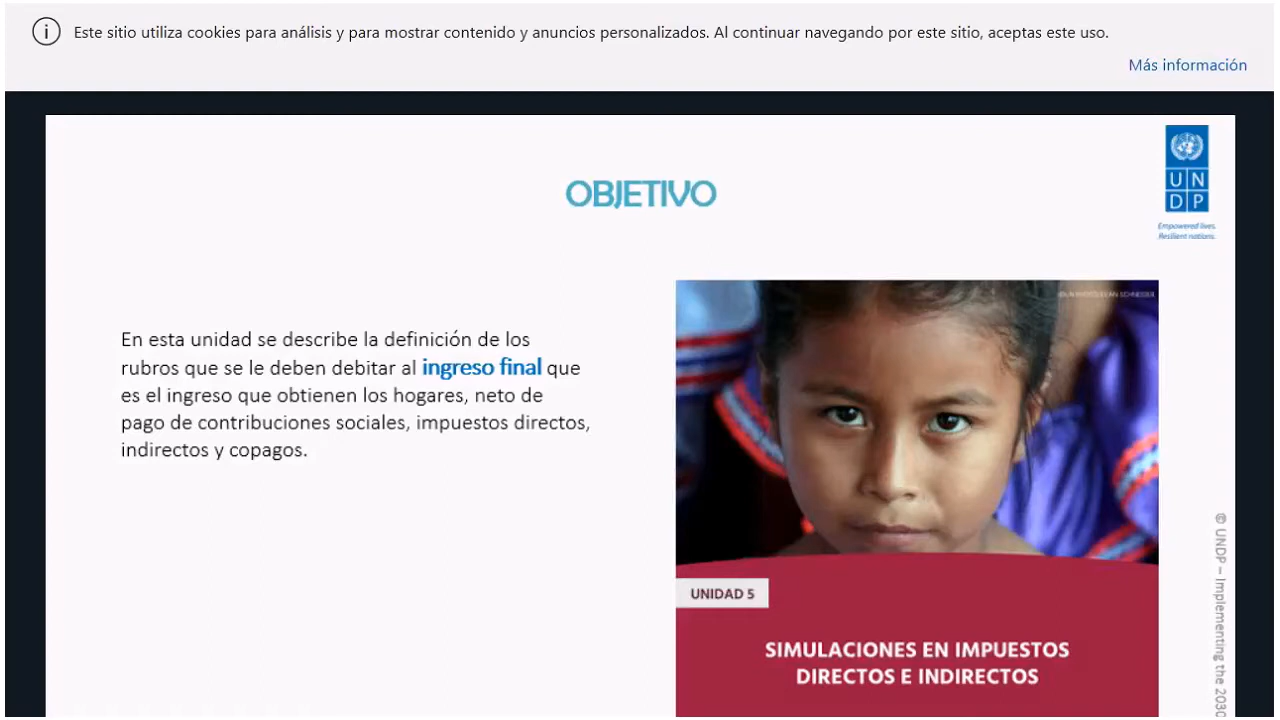 Este sitio utiliza cookies para análisis y para mostrar contenido y anuncios personalizados. Al continuar navegando por este sitio, aceptas este uso.
Más información
OBJETIVO
U N
D P
Empowered lives.
Resilient nations.
En esta unidad se describe la definición de los
rubros que se le deben debitar al ingreso final que
es el ingreso que obtienen los hogares, neto de
pago de contribuciones sociales, impuestos directos,
indirectos y copagos.
UNIDAD 5
SIMULACIONES EN IMPUESTOS
DIRECTOS E INDIRECTOS
© UNDP – Implementing the 2030